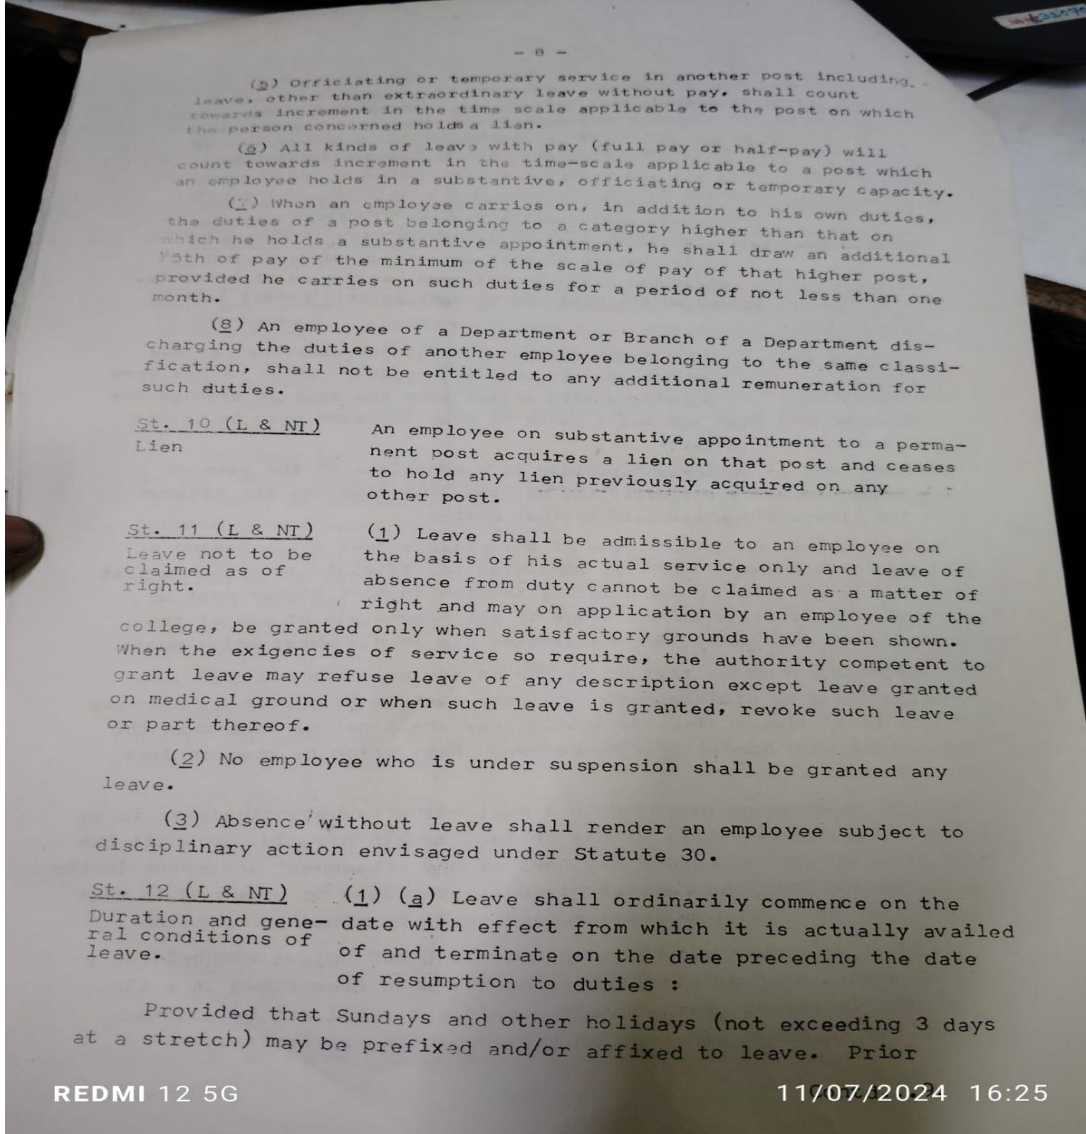 - 8 -
(5) Officiating or temporary service in another post including
leave, other than extraordinary leave without pay, shall count
towards increment in the time scale applicable to the post on which
the person concerned holds a lien.
(6) All kinds of leave with pay (full pay or half-pay) will
count towards increment in the time-scale applicable to a post which
an employee holds in a substantive, officiating or temporary capacity.
(7) When an employee carries on, in addition to his own duties,
the duties of a post belonging to a category higher than that on
which he holds a substantive appointment, he shall draw an additional
5th of pay of the minimum of the scale of pay of that higher post,
provided he carries on such duties for a period of not less than one
month.
(8) An employee of a Department or Branch of a Department dis-
charging the duties of another employee belonging to the same classi-
fication, shall not be entitled to any additional remuneration for
such duties.
St. 10 (L & NT)
Lien
An employee on substantive appointment to a perma-
nent post acquires a lien on that post and ceases
to hold any lien previously acquired on any
other post.
St. 11 (L & NT)
Leave not to be
claimed as of
right.
(1) Leave shall be admissible to an employee on
the basis of his actual service only and leave of
absence from duty cannot be claimed as a matter of
right and may on application by an employee of the
college, be granted only when satisfactory grounds have been shown.
When the exigencies of service so require, the authority competent to
grant leave may refuse leave of any description except leave granted
on medical ground or when such leave is granted, revoke such leave
or part thereof.
(2) No employee who is under suspension shall be granted any
leave.
(3) Absence without leave shall render an employee subject to
disciplinary action envisaged under Statute 30.
St. 12 (L & NT)
Duration and gene-
ral conditions of
leave.
(1) (a) Leave shall ordinarily commence on the
date with effect from which it is actually availed
of and terminate on the date preceding the date
of resumption to duties :
Provided that Sundays and other holidays (not exceeding 3 days
at a stretch) may be prefixed and/or affixed to leave. Prior
REDMI 12 5G
11/07/2024 16:25